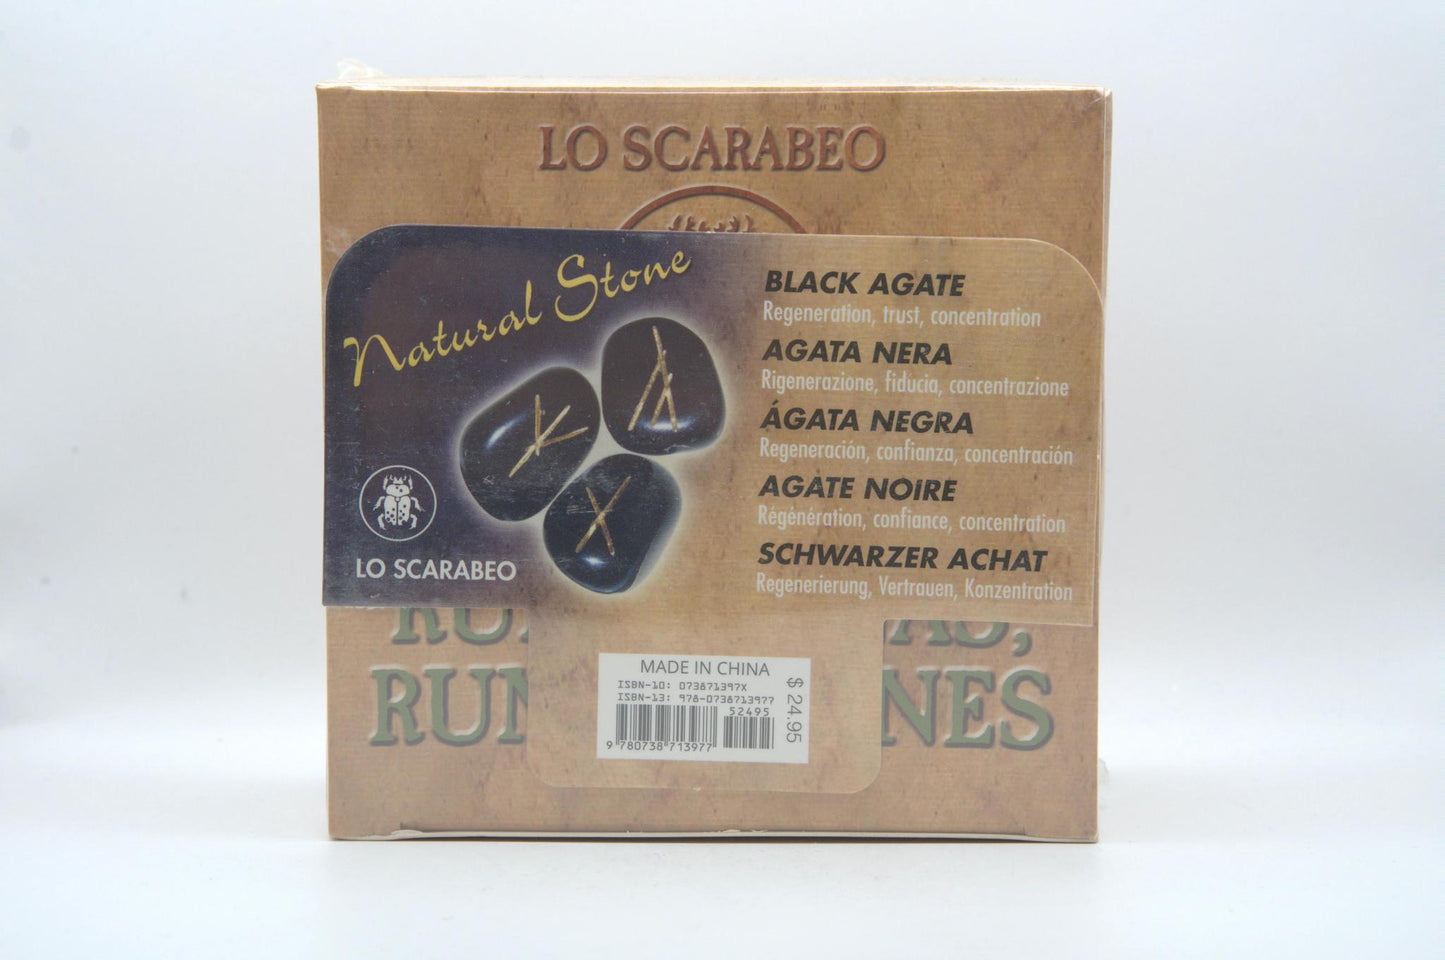 LO SCARABEO
Natural Stone
BLACK AGATE
Regeneration, trust, concentration
AGATA NERA
Rigenerazione, fiducia, concentrazione
ÁGATA NEGRA
Regeneración, confianza, concentración
AGATE NOIRE
Régénération, confiance, concentration
SCHWARZER ACHAT
Regenerierung, Vertrauen, Konzentration
LO SCARABEO
MADE IN CHINA
ISBN-10: 073871397X
ISBN-13: 978-0738713977
52495
9 780738 713977
$ 24.95